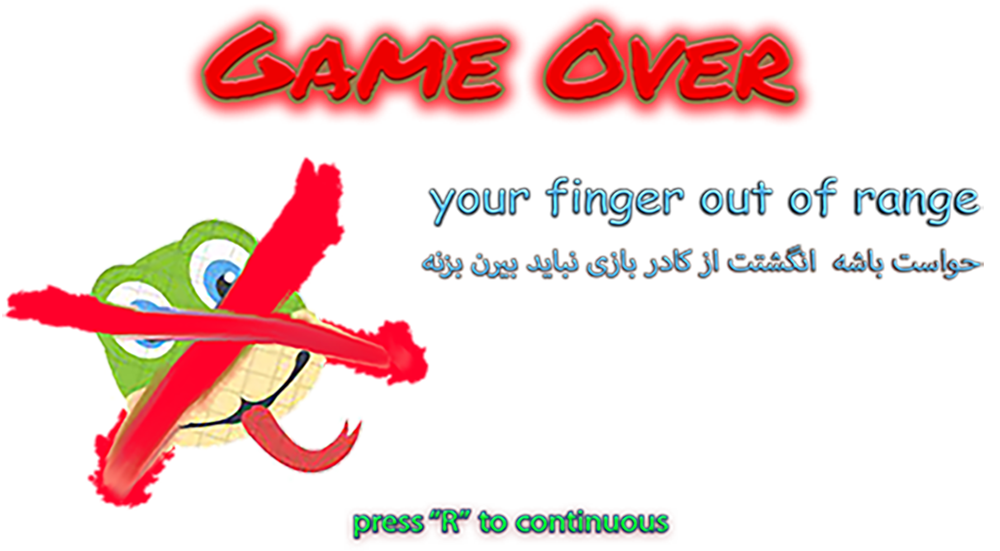 GAME OVER
your finger out of range
حواست باشه انگشتت از کادر بازی نباید بیرن بزنه
press "R" to continuous